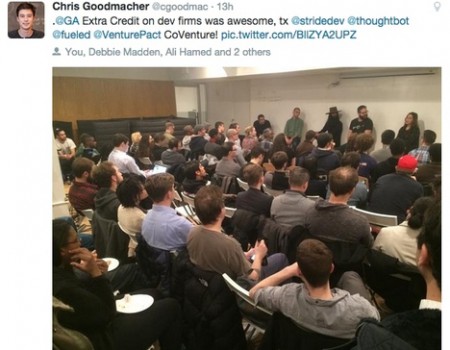 Chris Goodmacher @cgoodmac · 13h
.@GA Extra Credit on dev firms was awesome, tx @stridedev @thoughtbot
@fueled @VenturePact CoVenture! pic.twitter.com/BIlZYA2UPZ
You, Debbie Madden, Ali Hamed and 2 others